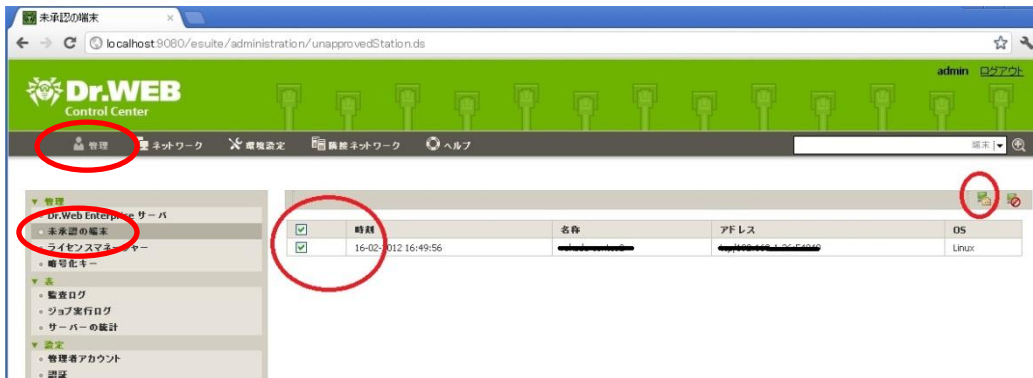 未承認の端末
localhost:9080/esuite/administration/unapprovedStation.ds
admin ログアウト
Dr.WEB
Control Center
管理 ネットワーク 環境設定 隣接ネットワーク ヘルプ 端末
管理
Dr.Web Enterprise サーバ
未承認の端末
ライセンスマネージャー
暗号化キー
表
監査ログ
ジョブ実行ログ
サーバーの統計
設定
管理者アカウント
認証
時刻 名称 アドレス OS
16-02-2012 16:49:56 Linux